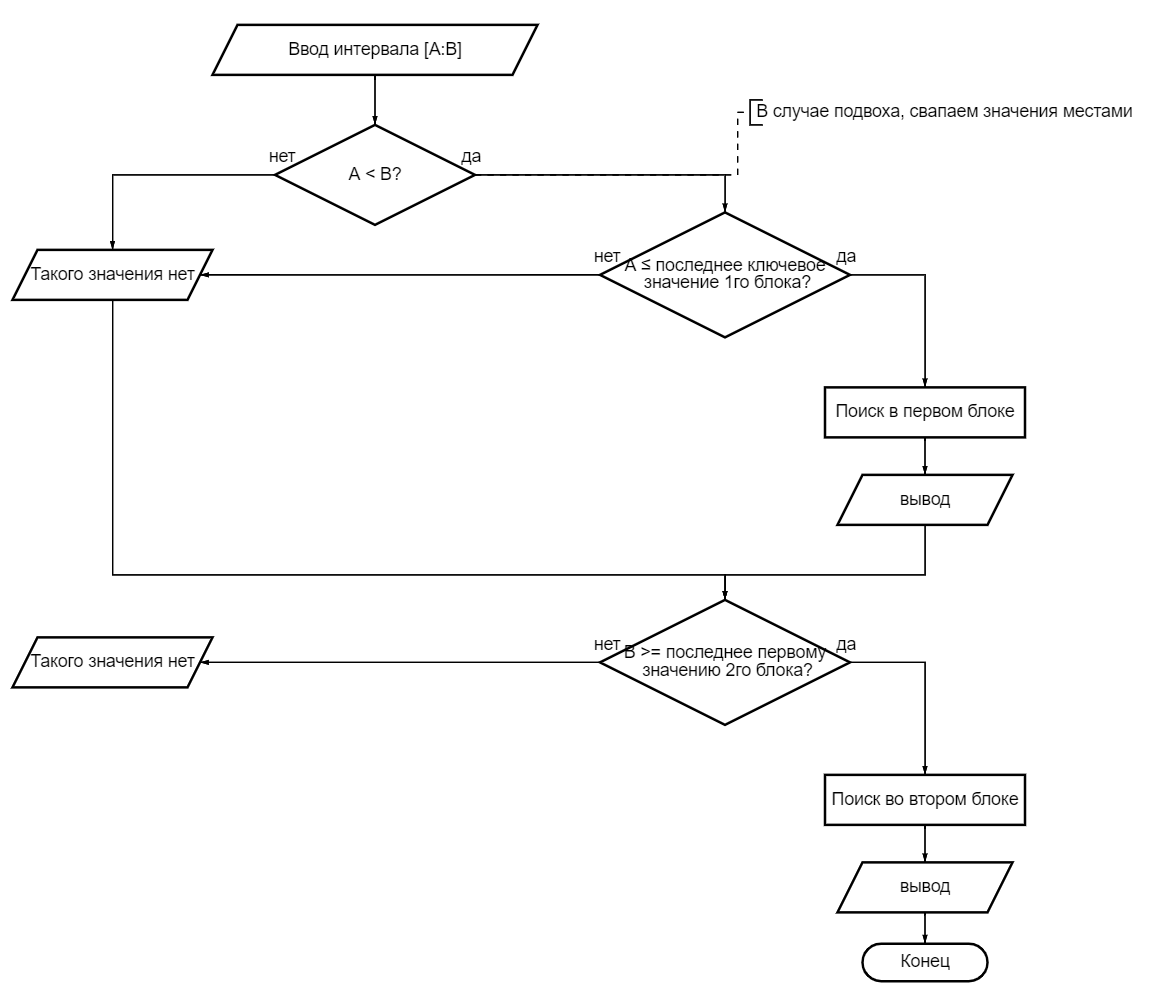 Ввод интервала [A:B]
В случае подвоха, свапаем значения местами
нет
да
A < B?
нет
да
A ≤ последнее ключевое
значение 1го блока?
Такого значения нет
Поиск в первом блоке
вывод
нет
да
B >= последнее первому
значению 2го блока?
Такого значения нет
Поиск во втором блоке
вывод
Конец